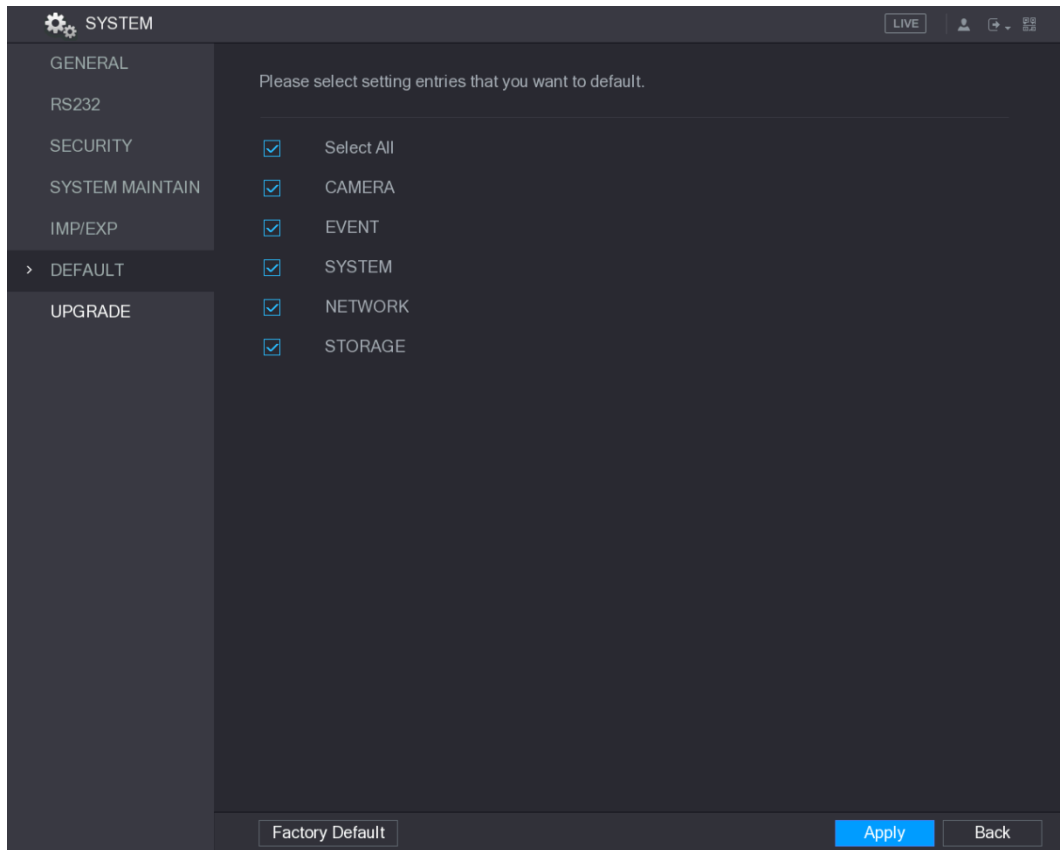 SYSTEM
LIVE
GENERAL
RS232
SECURITY
SYSTEM MAINTAIN
IMP/EXP
DEFAULT
UPGRADE
Please select setting entries that you want to default.
Select All
CAMERA
EVENT
SYSTEM
NETWORK
STORAGE
Factory Default
Apply
Back